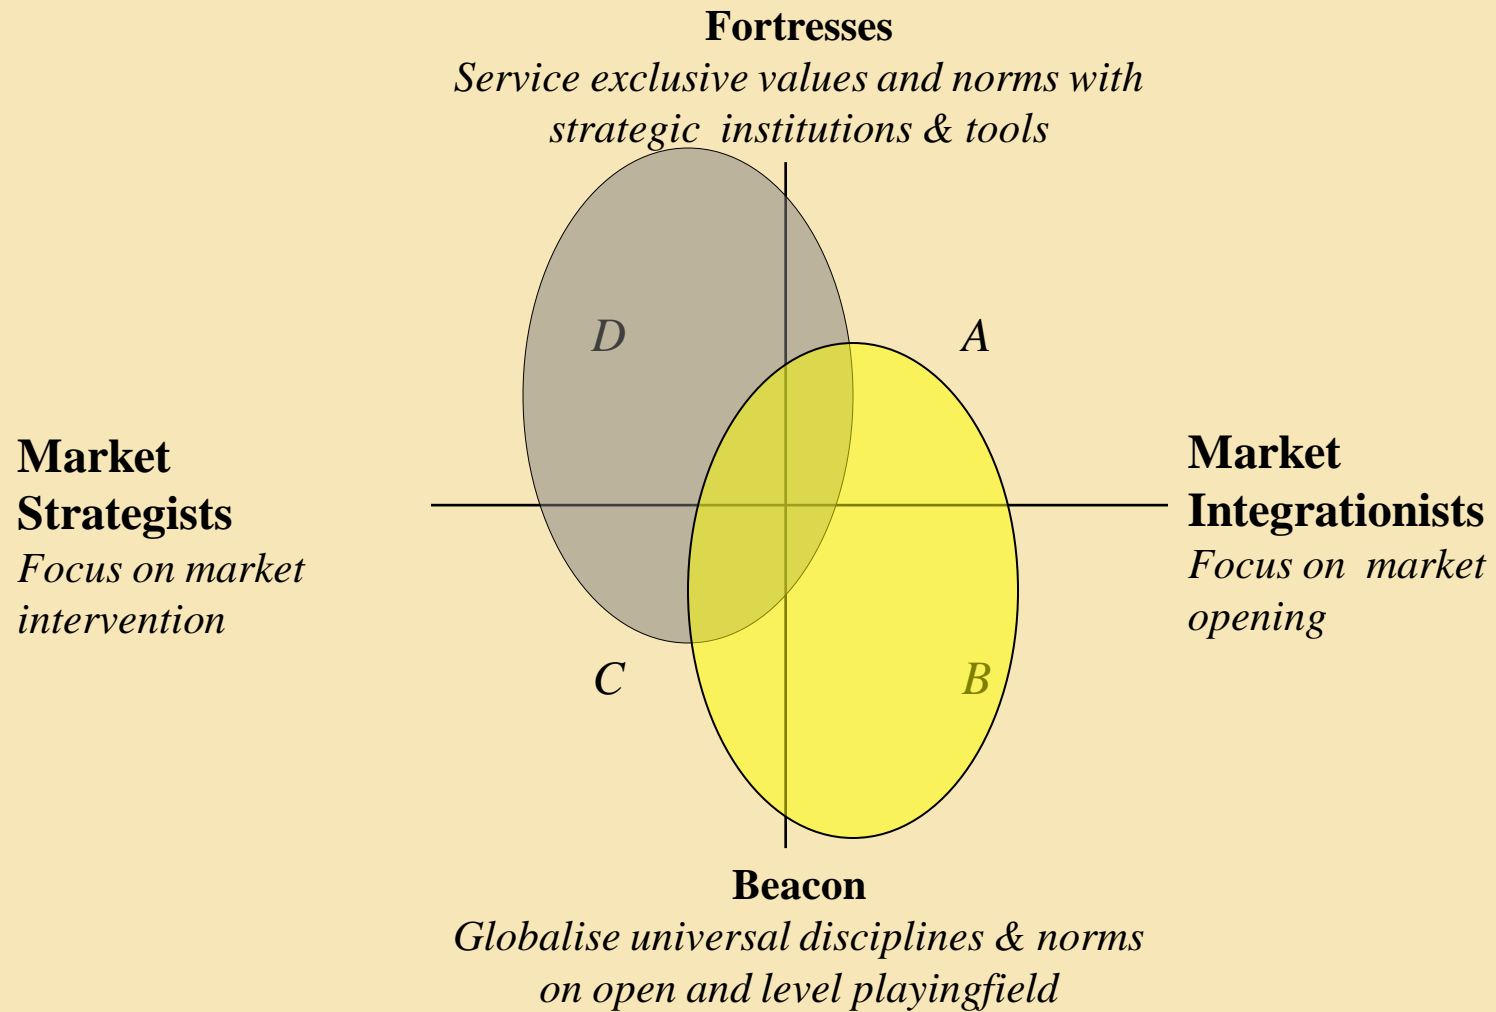 Fortresses
Service exclusive values and norms with
strategic institutions & tools
D
A
Market
Strategists
Focus on market
intervention
Market
Integrationists
Focus on market
opening
C
B
Beacon
Globalise universal disciplines & norms
on open and level playingfield